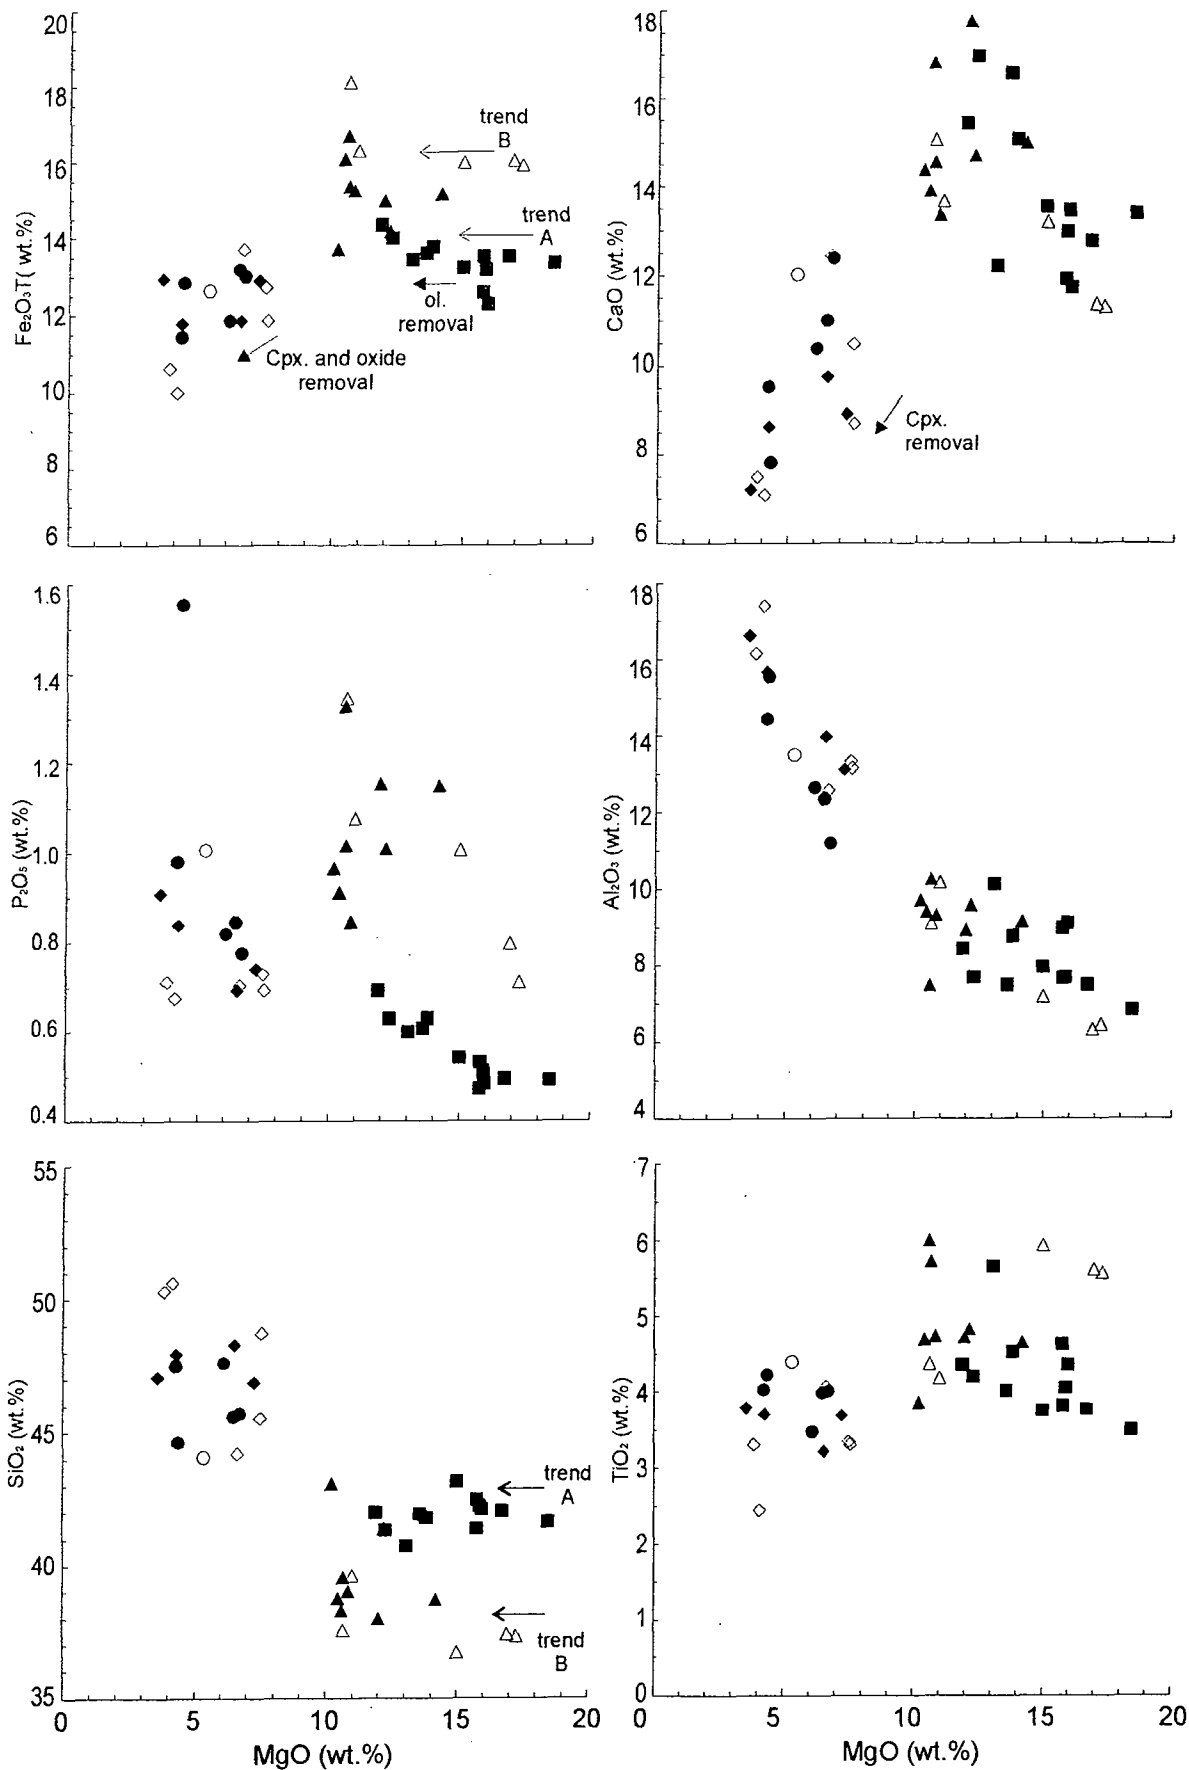 20
18
16
14
12
10
8
6
Fe₂O₃T( wt.%)
trend
B
trend
A
ol.
removal
Cpx. and oxide
removal
18
16
14
12
10
8
6
CaO (wt.%)
Cpx.
removal
1.6
1.4
1.2
1.0
0.8
0.6
0.4
P₂O₅ (wt.%)
18
16
14
12
10
8
6
4
Al₂O₃ (wt.%)
55
50
45
40
35
SiO₂ (wt.%)
trend
A
trend
B
0 5 10 15 20
MgO (wt.%)
7
6
5
4
3
2
1
0
TiO₂ (wt.%)
5 10 15 20
MgO (wt.%)